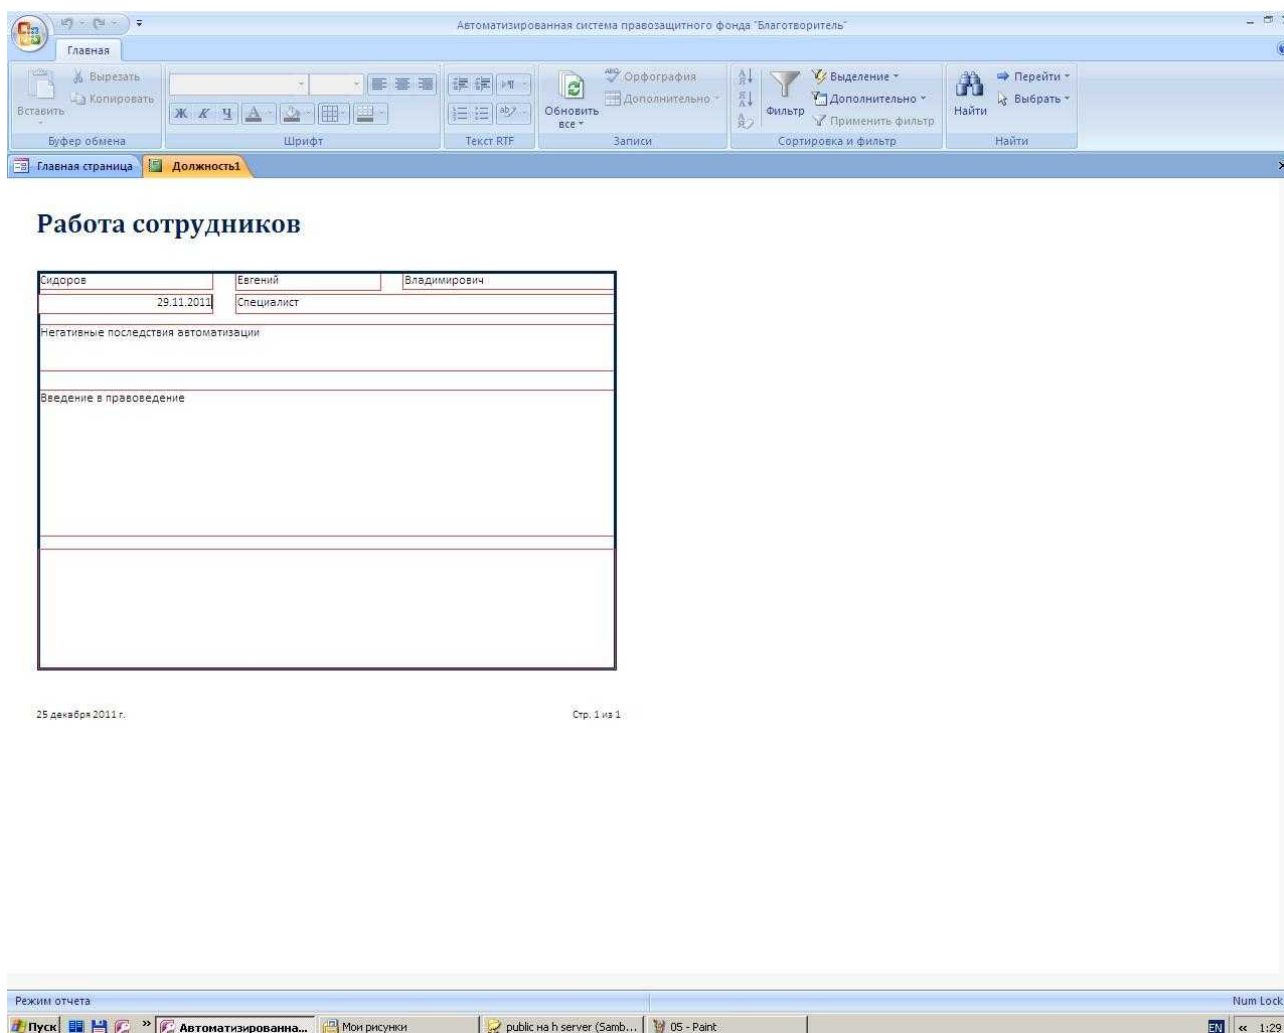 Автоматизированная система правозащитного фонда "Благотворитель"
Главная
Вставить
Вырезать
Копировать
Буфер обмена
Ж К Ч
Шрифт
Текст RTF
Обновить все
Орфография
Дополнительно
Записи
Фильтр
Выделение
Дополнительно
Применить фильтр
Сортировка и фильтр
Найти
Перейти
Выбрать
Найти
Главная страница Должность1
Работа сотрудников
Сидоров Евгений Владимирович
29.11.2011 Специалист
Негативные последствия автоматизации
Введение в правоведение
25 декабря 2011 г. Стр. 1 из 1
Режим отчета Num Lock
Пуск » Автоматизированна... Мои рисунки public на h server (Samb... 05 - Paint EN « 1:29